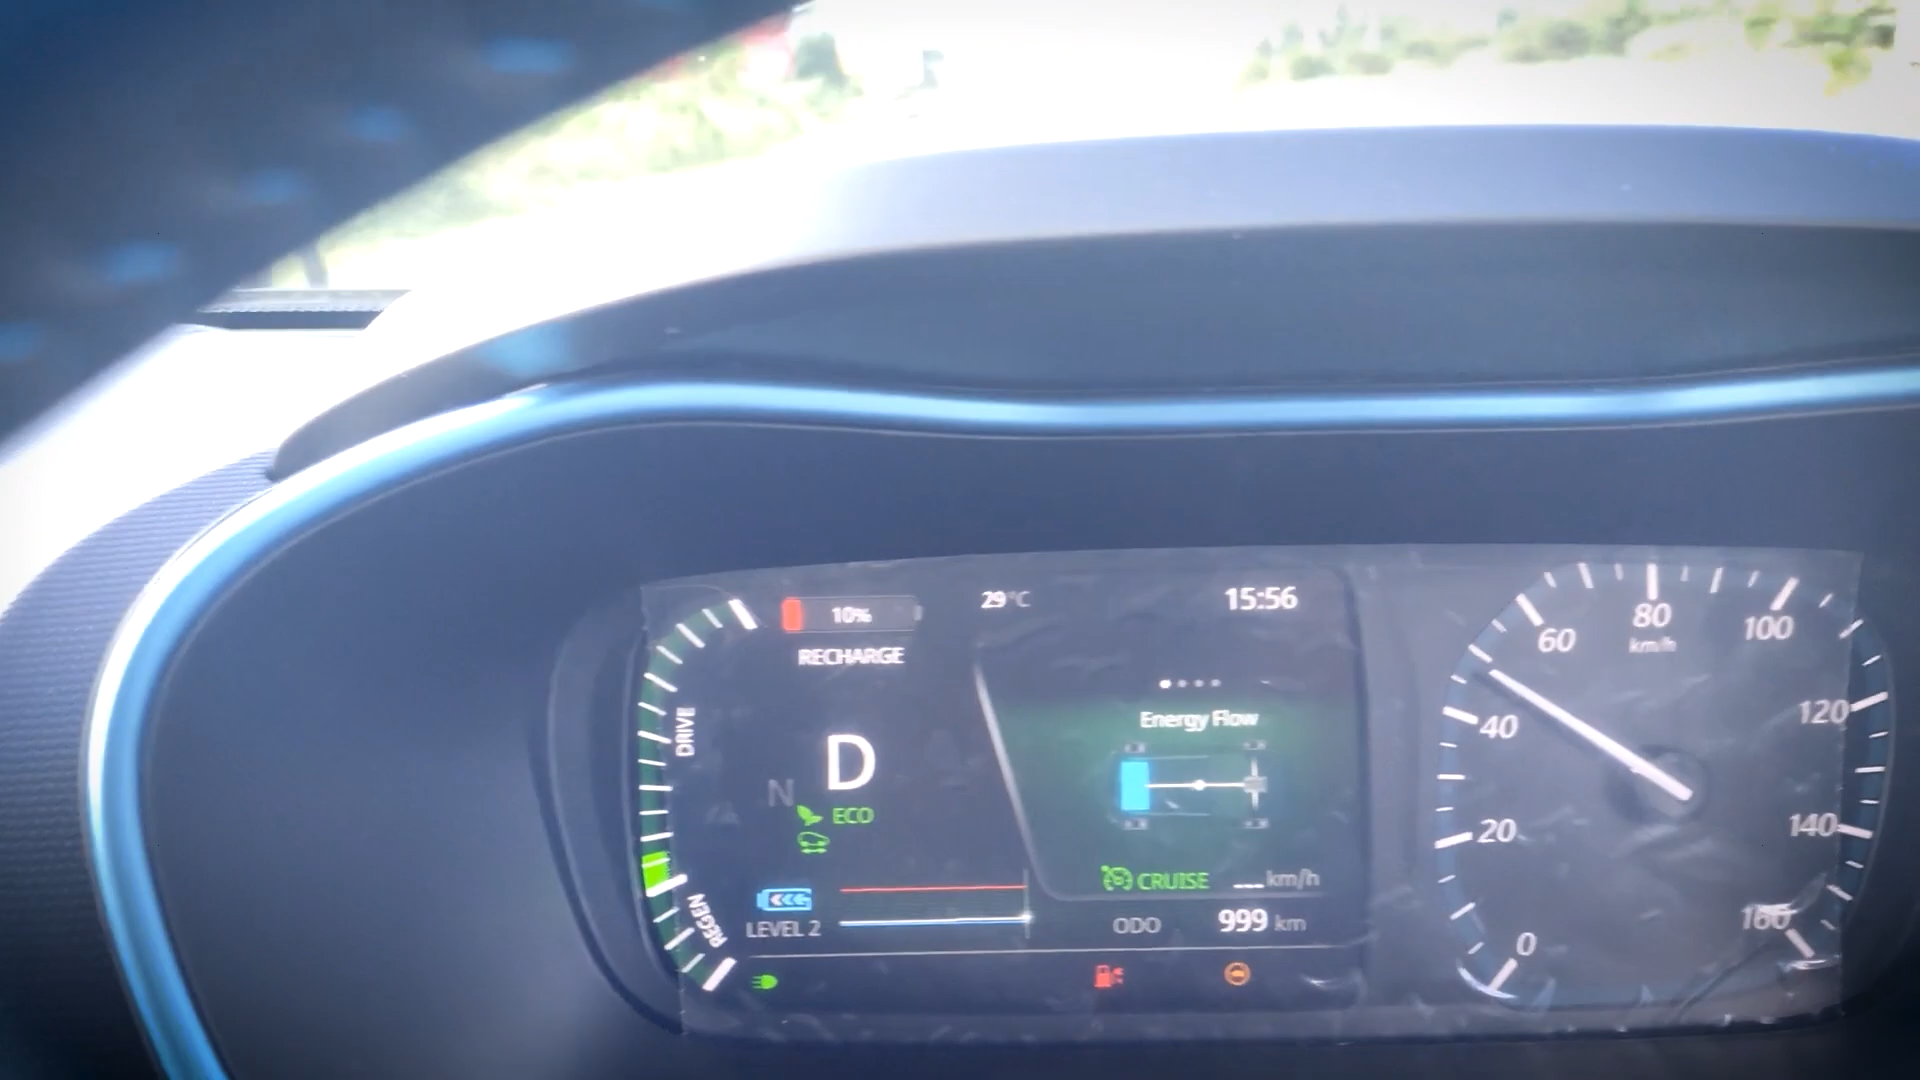 10%
29°C
15:56
RECHARGE
DRIVE
D
N
ECO
Energy Flow
CRUISE ---km/h
REGEN
LEVEL 2
ODO 999 km
0
20
40
60
80
km/h
100
120
140
160